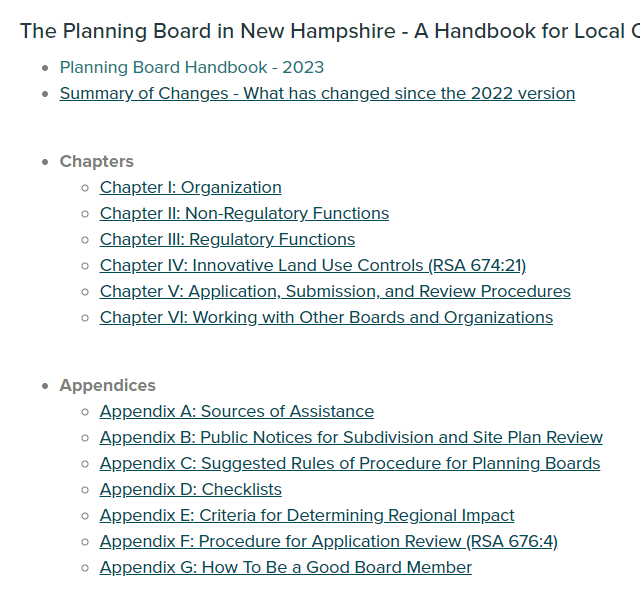 The Planning Board in New Hampshire - A Handbook for Local
Planning Board Handbook - 2023
Summary of Changes - What has changed since the 2022 version
Chapters
Chapter I: Organization
Chapter II: Non-Regulatory Functions
Chapter III: Regulatory Functions
Chapter IV: Innovative Land Use Controls (RSA 674:21)
Chapter V: Application, Submission, and Review Procedures
Chapter VI: Working with Other Boards and Organizations
Appendices
Appendix A: Sources of Assistance
Appendix B: Public Notices for Subdivision and Site Plan Review
Appendix C: Suggested Rules of Procedure for Planning Boards
Appendix D: Checklists
Appendix E: Criteria for Determining Regional Impact
Appendix F: Procedure for Application Review (RSA 676:4)
Appendix G: How To Be a Good Board Member